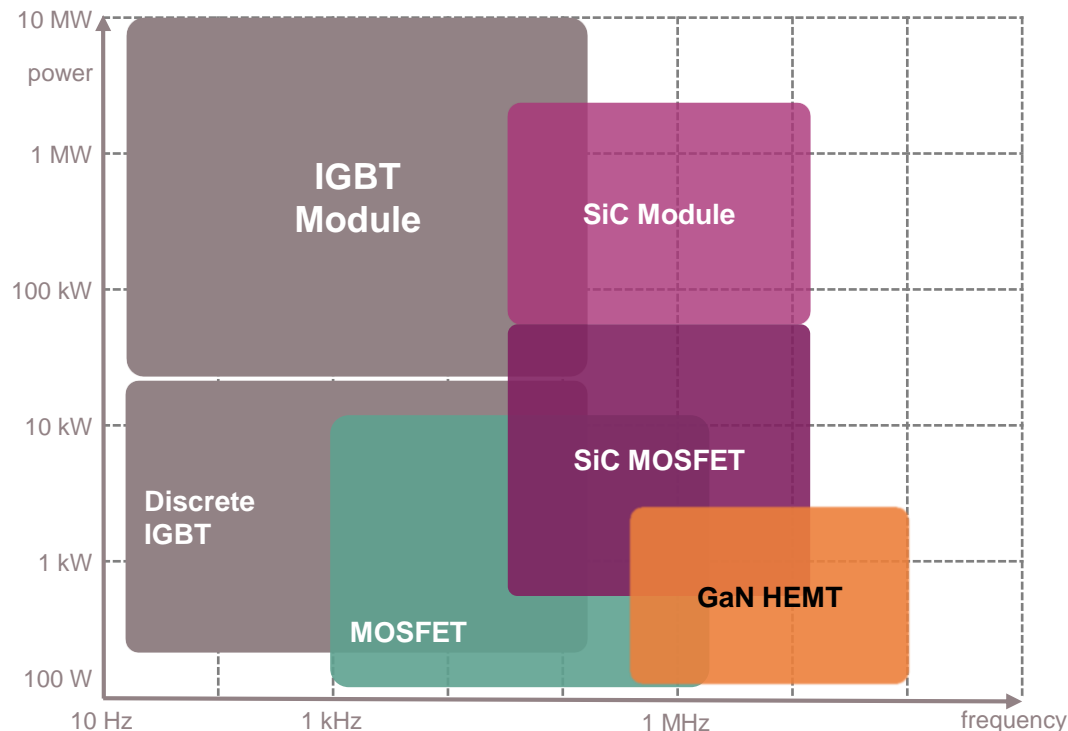 10 MW
power
1 MW
IGBT
Module
SiC Module
100 kW
10 kW
SiC MOSFET
Discrete
IGBT
1 kW
GaN HEMT
MOSFET
100 W
10 Hz
1 kHz
1 MHz
frequency